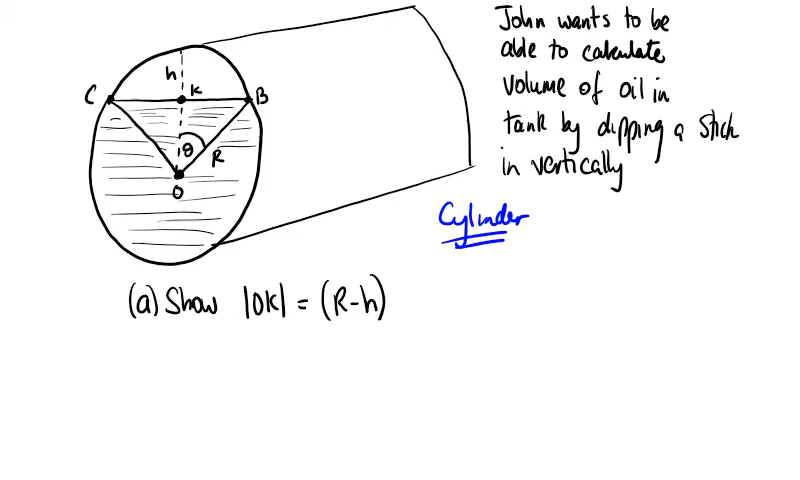 John wants to be
able to calculate
volume of oil in
tank by dipping a stick
in vertically
h
C
K
B
θ
R
O
Cylinder
(a) Show |OK| = (R-h)